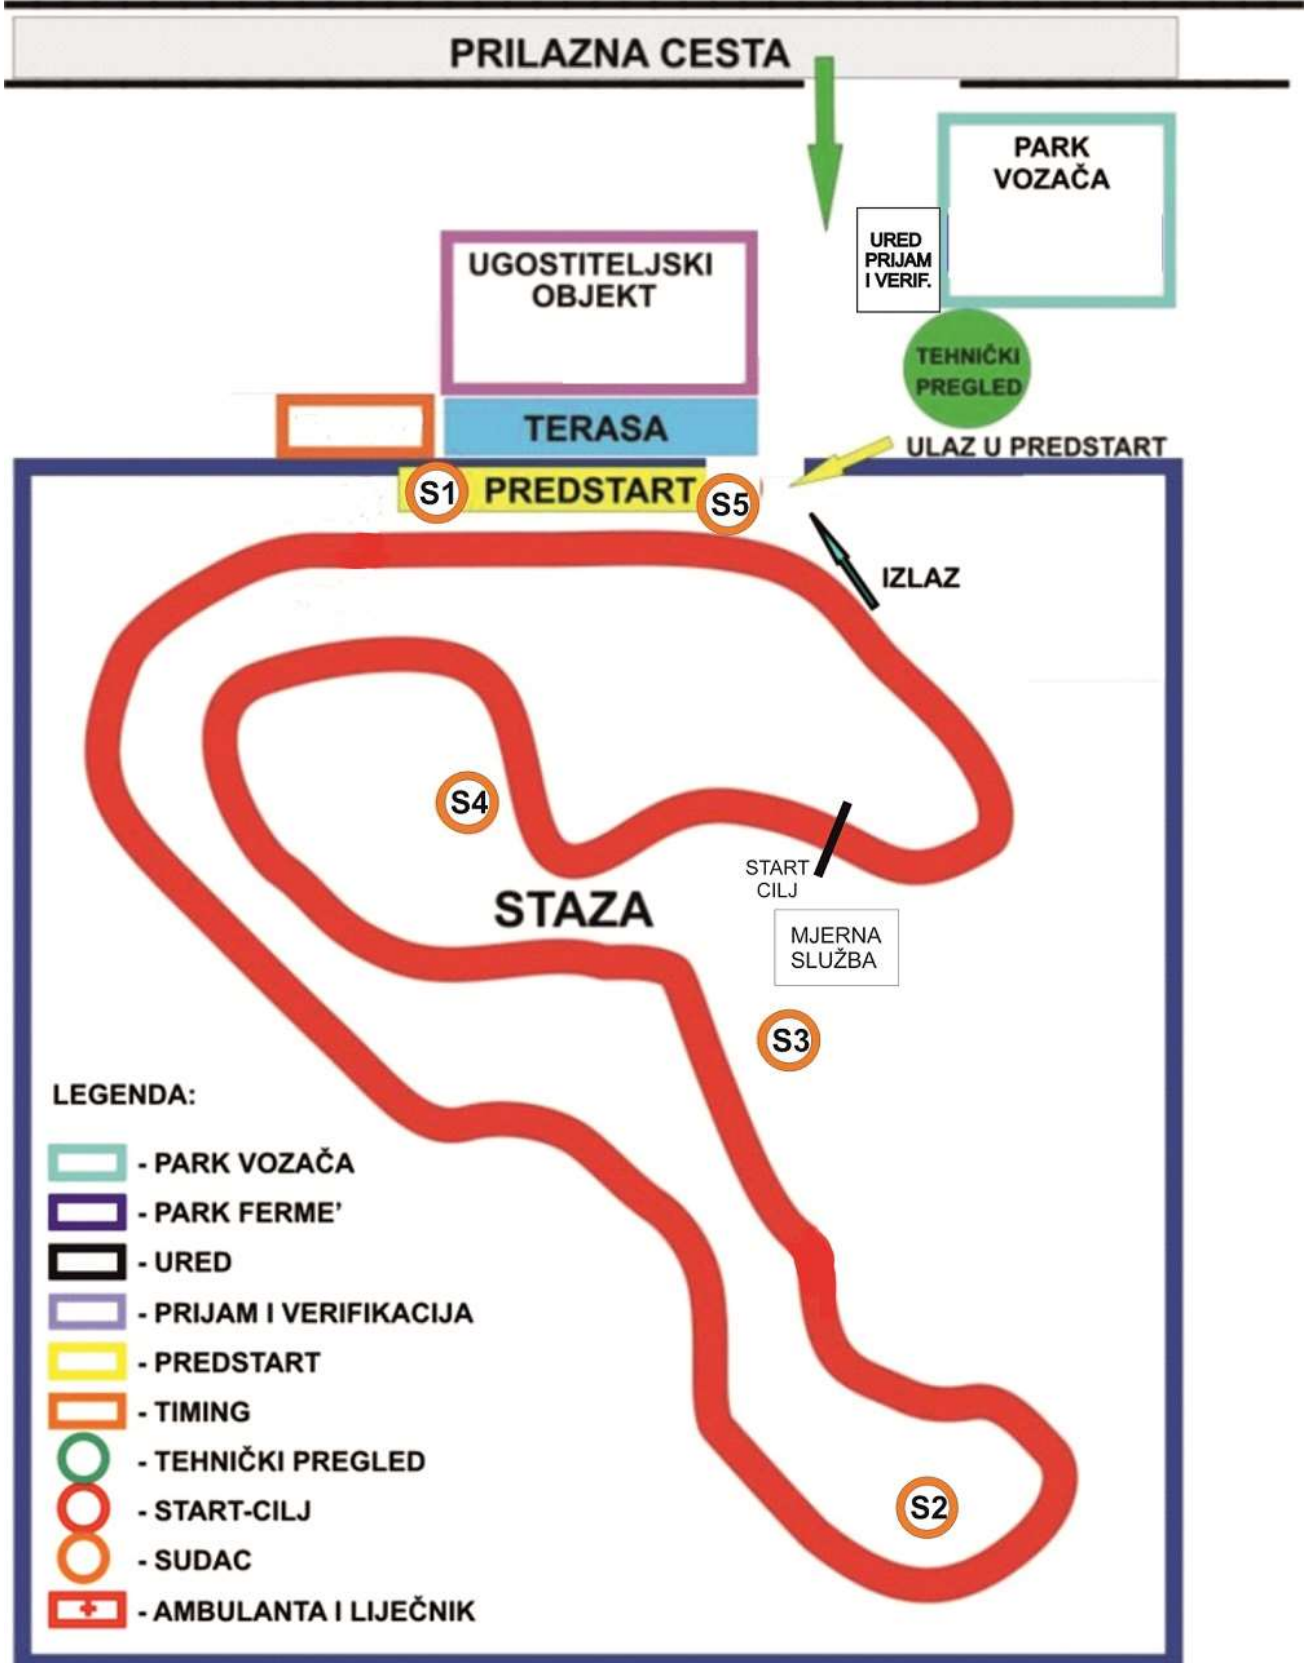 PRILAZNA CESTA
PARK
VOZAČA
URED
PRIJAM
I VERIF.
UGOSTITELJSKI
OBJEKT
TEHNIČKI
PREGLED
TERASA
ULAZ U PREDSTART
S1
PREDSTART
S5
IZLAZ
S4
START
CILJ
STAZA
MJERNA
SLUŽBA
S3
LEGENDA:
- PARK VOZAČA
- PARK FERME’
- URED
- PRIJAM I VERIFIKACIJA
- PREDSTART
- TIMING
- TEHNIČKI PREGLED
- START-CILJ
- SUDAC
- AMBULANTA I LIJEČNIK
S2